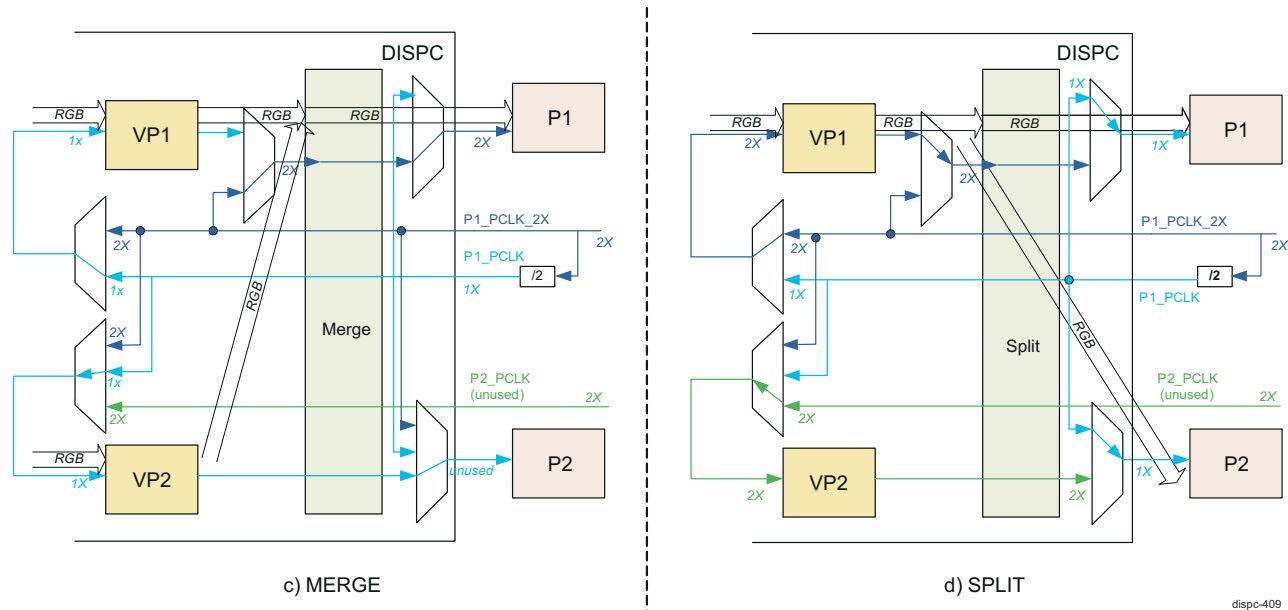 DISPC
RGB
RGB
RGB
VP1
P1
1x
2X
2X
P1_PCLK_2X
2X
2X
P1_PCLK
/2
1x
1X
RGB
Merge
2X
1x
P2_PCLK
(unused)
2X
2X
RGB
VP2
P2
1X
unused
c) MERGE
DISPC
1X
RGB
RGB
RGB
VP1
P1
2X
1X
2X
P1_PCLK_2X
2X
2X
/2
1X
P1_PCLK
RGB
Split
P2_PCLK
(unused)
2X
2X
VP2
P2
2X
2X
1X
d) SPLIT
dispc-409